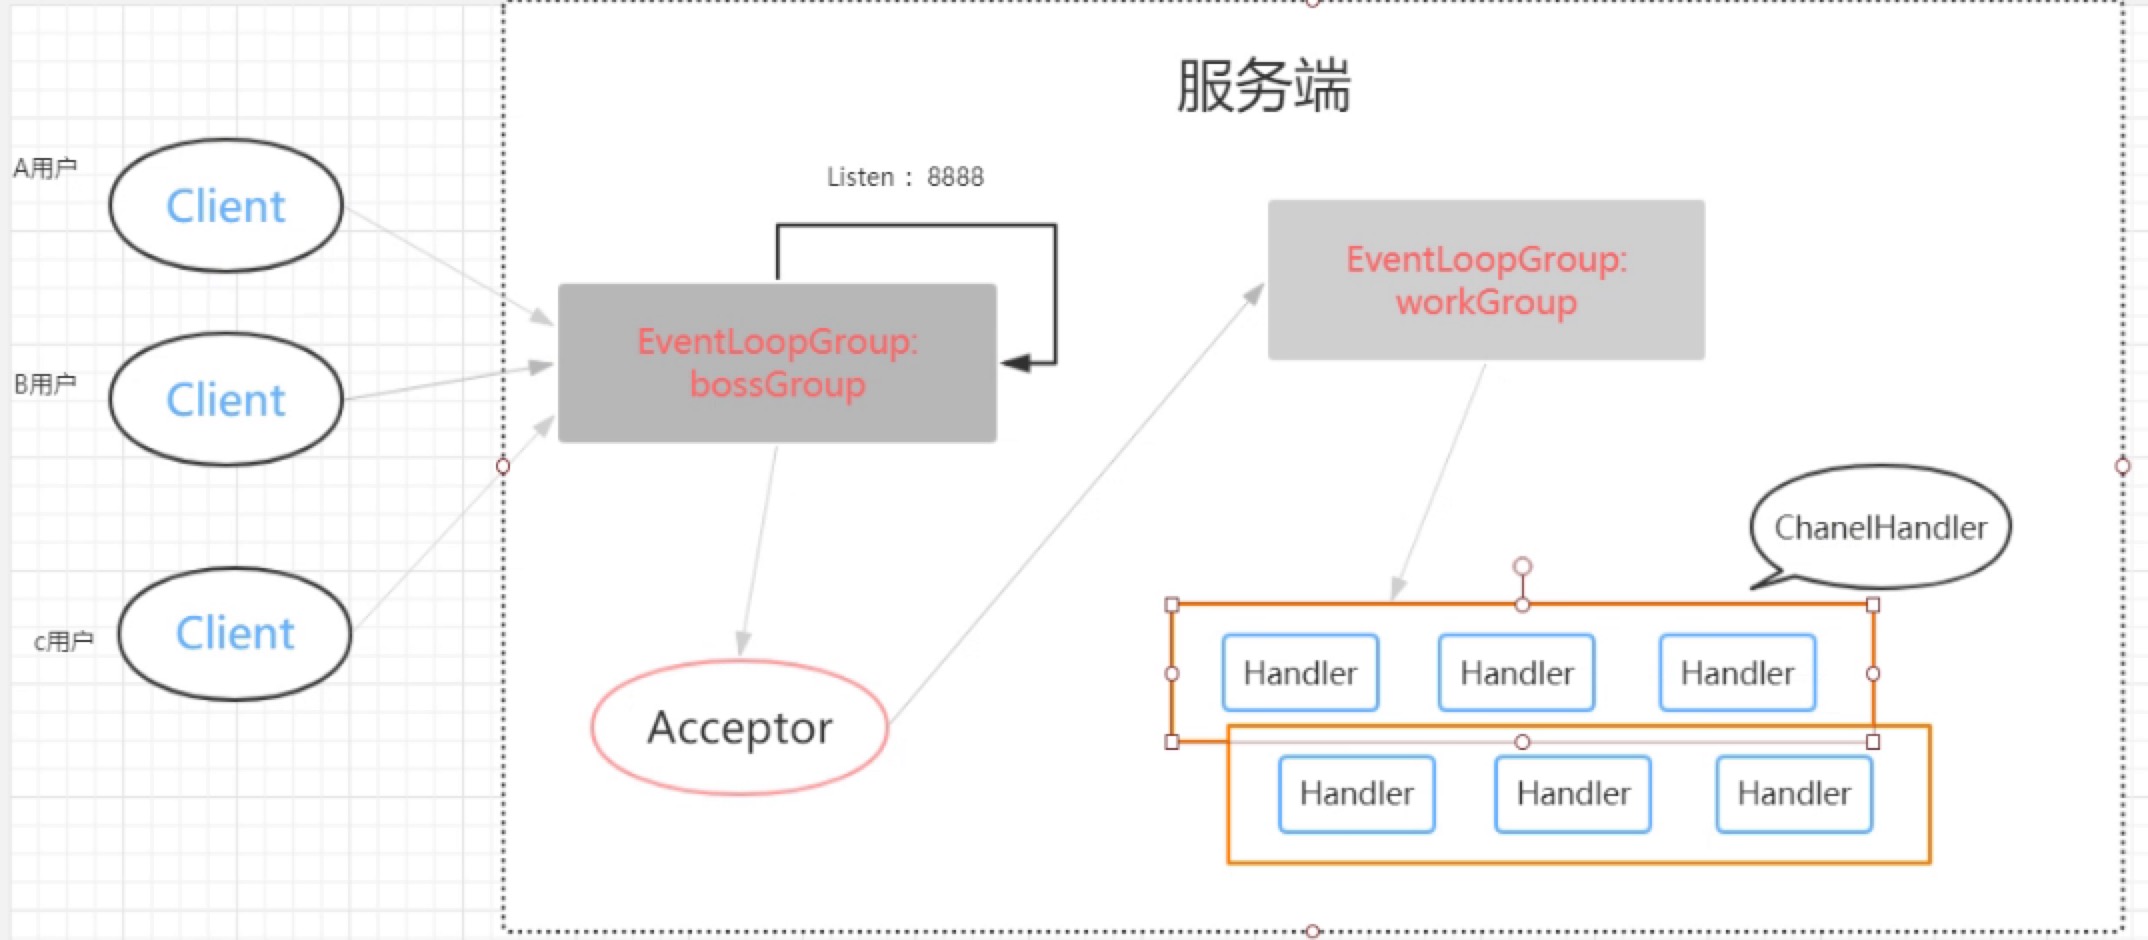 服务端
A用户
Client
B用户
Client
c用户
Client
Listen： 8888
EventLoopGroup:
bossGroup
Acceptor
EventLoopGroup:
workGroup
ChanelHandler
Handler Handler Handler
Handler Handler Handler